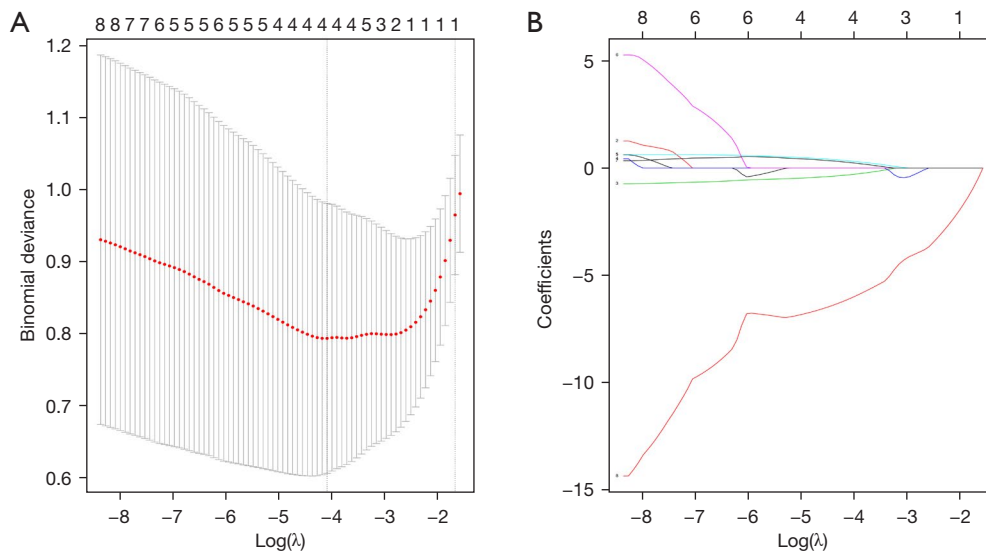 A
8 8 7 7 6 5 5 5 5 5 5 4 4 4 4 4 5 3 2 1 1 1 1
1.2
1.1
1.0
0.9
0.8
0.7
0.6
Binomial deviance
−8 −7 −6 −5 −4 −3 −2
Log(λ)
B
8 6 6 4 4 3 1
5
0
−5
−10
−15
Coefficients
−8 −7 −6 −5 −4 −3 −2
Log(λ)